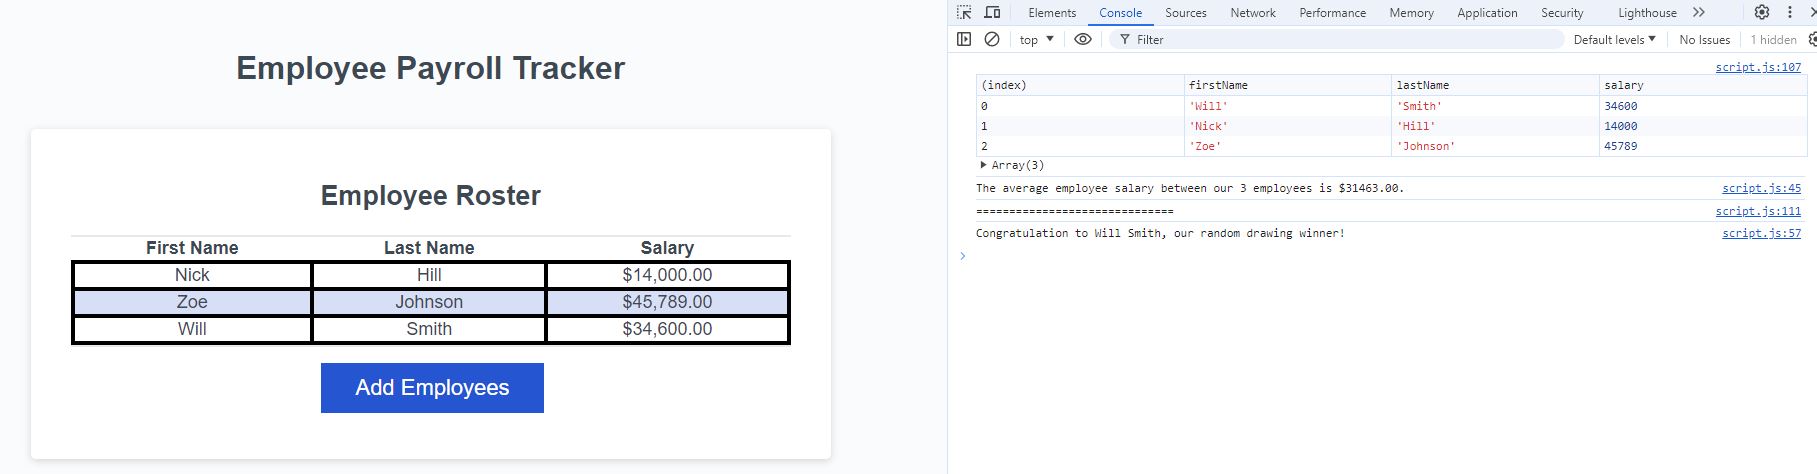 Employee Payroll Tracker
Employee Roster
First Name Last Name Salary
Nick Hill $14,000.00
Zoe Johnson $45,789.00
Will Smith $34,600.00
Add Employees
Elements Console Sources Network Performance Memory Application Security Lighthouse
top Filter Default levels No Issues 1 hidden
script.js:107
(index) firstName lastName salary
0 'Will' 'Smith' 34600
1 'Nick' 'Hill' 14000
2 'Zoe' 'Johnson' 45789
Array(3)
The average employee salary between our 3 employees is $31463.00. script.js:45
============================== script.js:111
Congratulation to Will Smith, our random drawing winner! script.js:57